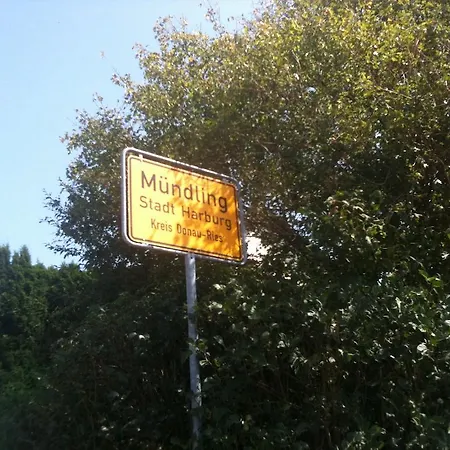 Mündling
Stadt Harburg
Kreis Donau-Ries